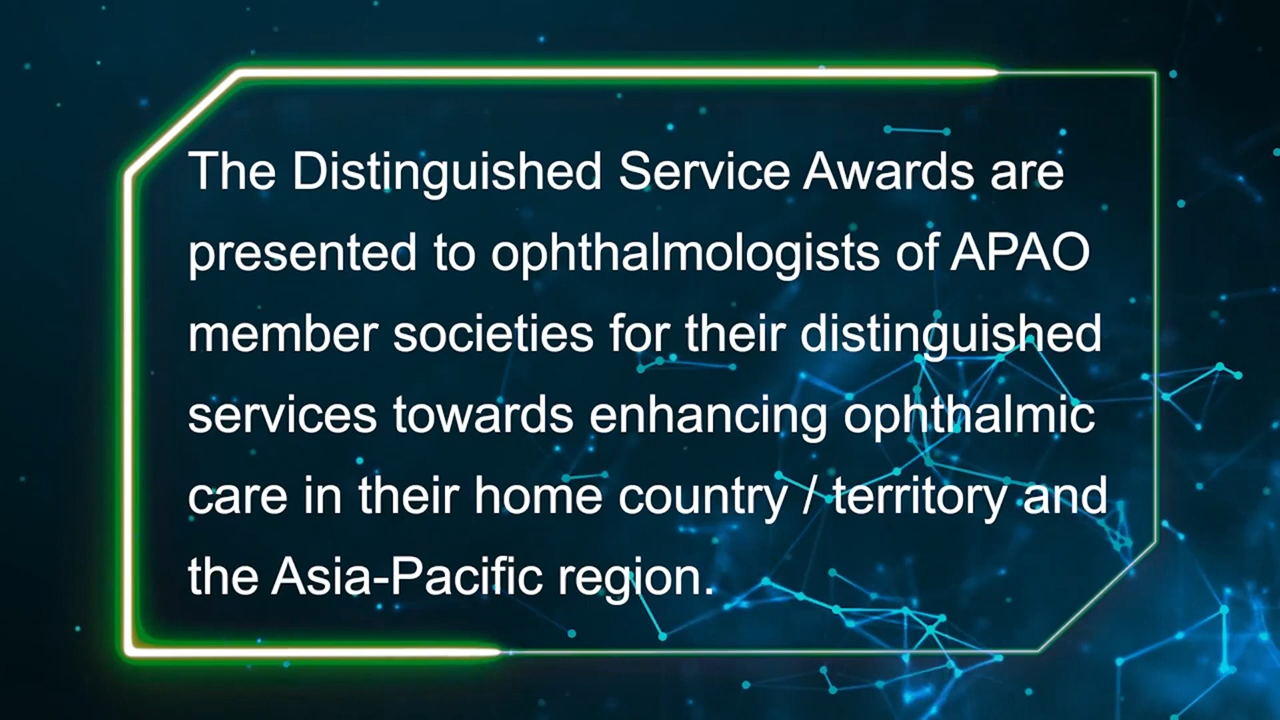 The Distinguished Service Awards are
presented to ophthalmologists of APAO
member societies for their distinguished
services towards enhancing ophthalmic
care in their home country / territory and
the Asia-Pacific region.